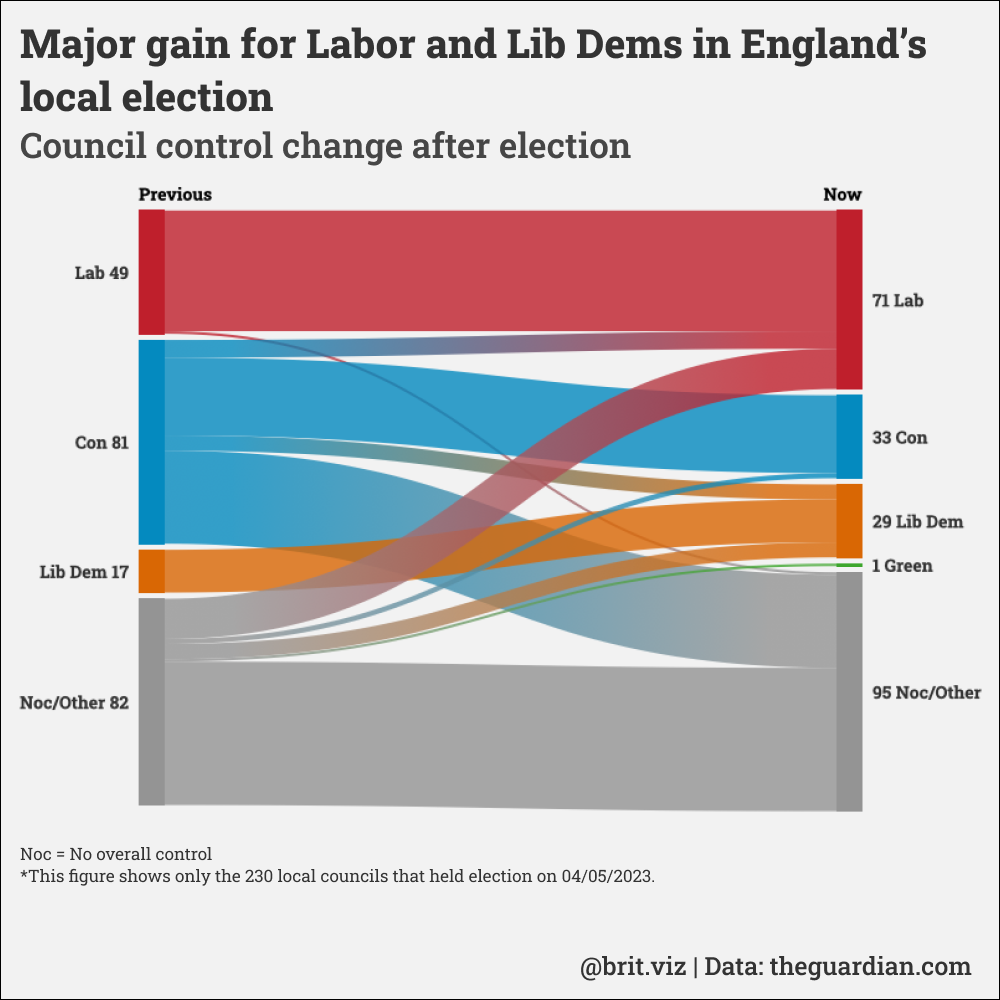 Major gain for Labor and Lib Dems in England’s
local election
Council control change after election
Previous
Now
Lab 49
71 Lab
Con 81
33 Con
29 Lib Dem
1 Green
Lib Dem 17
95 Noc/Other
Noc/Other 82
Noc = No overall control
*This figure shows only the 230 local councils that held election on 04/05/2023.
@brit.viz | Data: theguardian.com